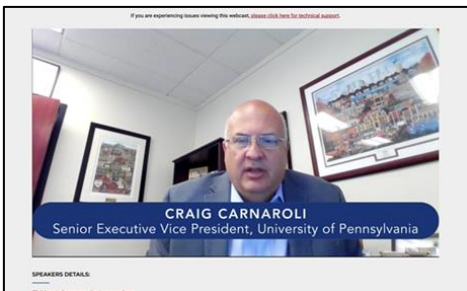 If you are experiencing issues viewing this webcast, please click here for technical support.
CRAIG CARNAROLI
Senior Executive Vice President, University of Pennsylvania
SPEAKERS DETAILS: